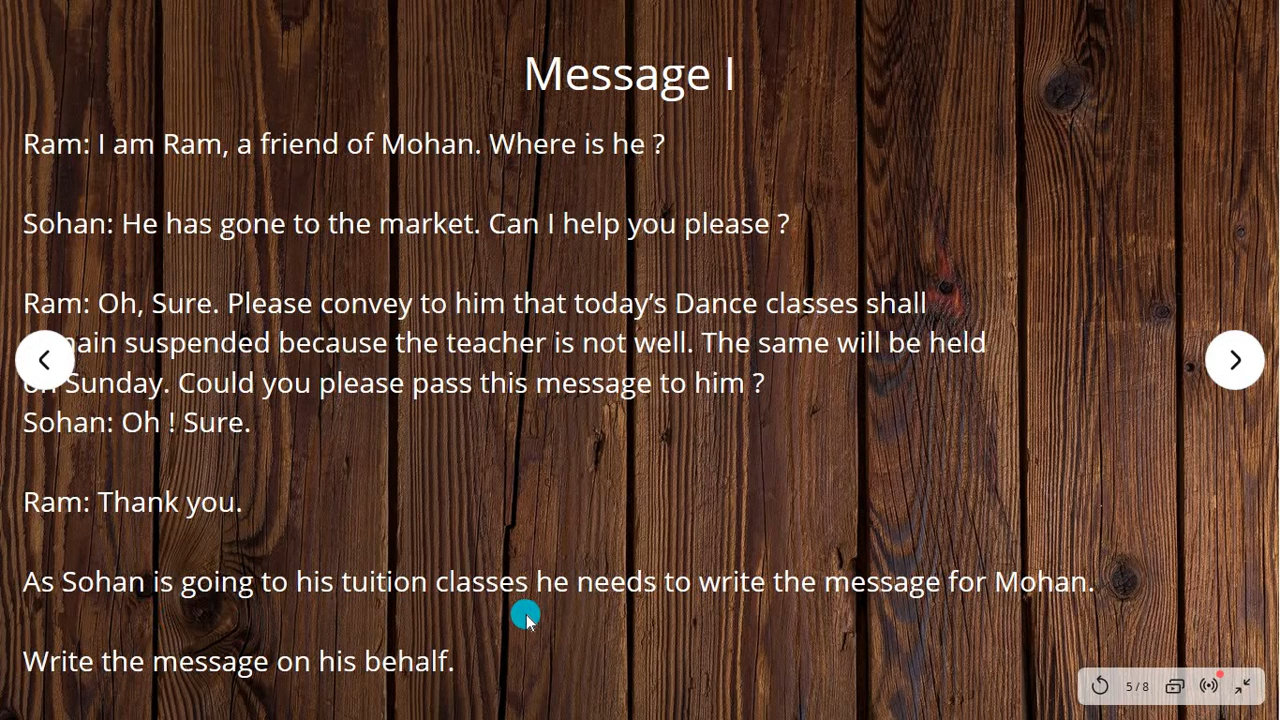 Message I
Ram: I am Ram, a friend of Mohan. Where is he ?
Sohan: He has gone to the market. Can I help you please ?
Ram: Oh, Sure. Please convey to him that today’s Dance classes shall
suspended because the teacher is not well. The same will be held
Sunday. Could you please pass this message to him ?
Sohan: Oh ! Sure.
Ram: Thank you.
As Sohan is going to his tuition classes he needs to write the message for Mohan.
Write the message on his behalf.
5 / 8